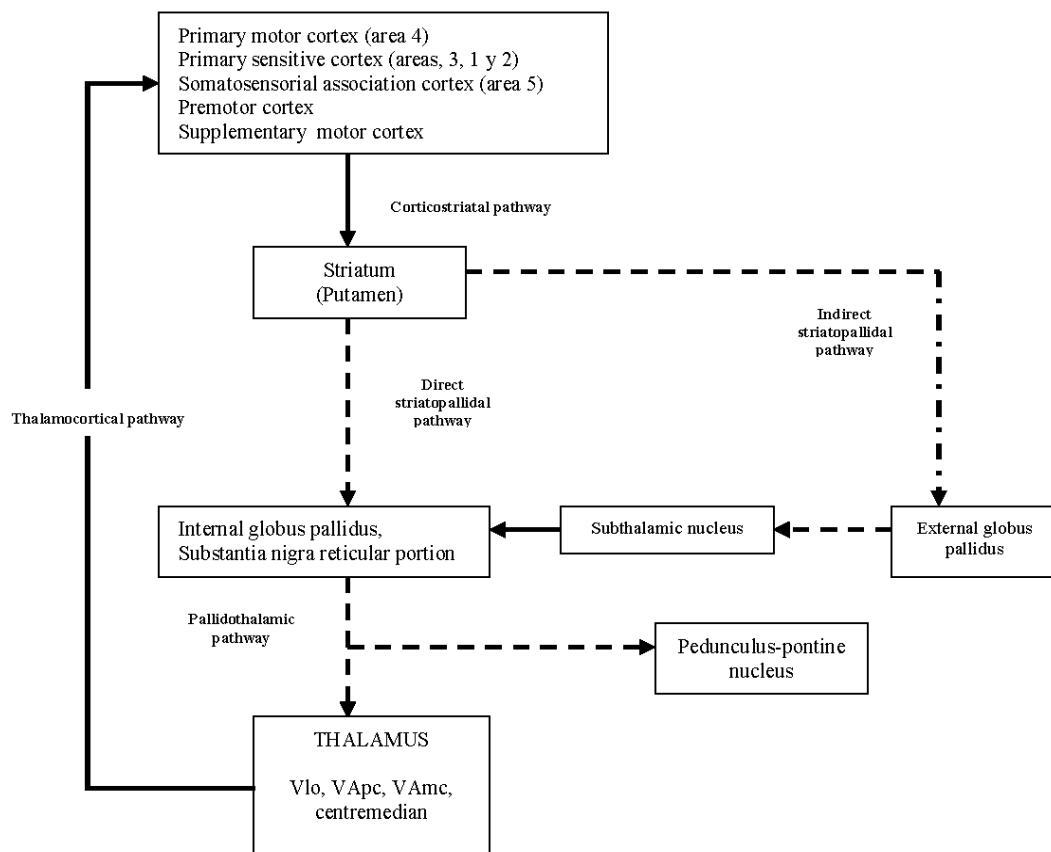 Primary motor cortex (area 4)
Primary sensitive cortex (areas, 3, 1 y 2)
Somatosensorial association cortex (area 5)
Premotor cortex
Supplementary motor cortex
Corticostriatal pathway
Striatum
(Putamen)
Indirect
striatopallidal
pathway
Direct
striatopallidal
pathway
Thalamocortical pathway
Internal globus pallidus,
Substantia nigra reticular portion
Subthalamic nucleus
External globus
pallidus
Pallidothalamic
pathway
Pedunculus-pontine
nucleus
THALAMUS
Vlo, VApc, VAmc,
centremedian